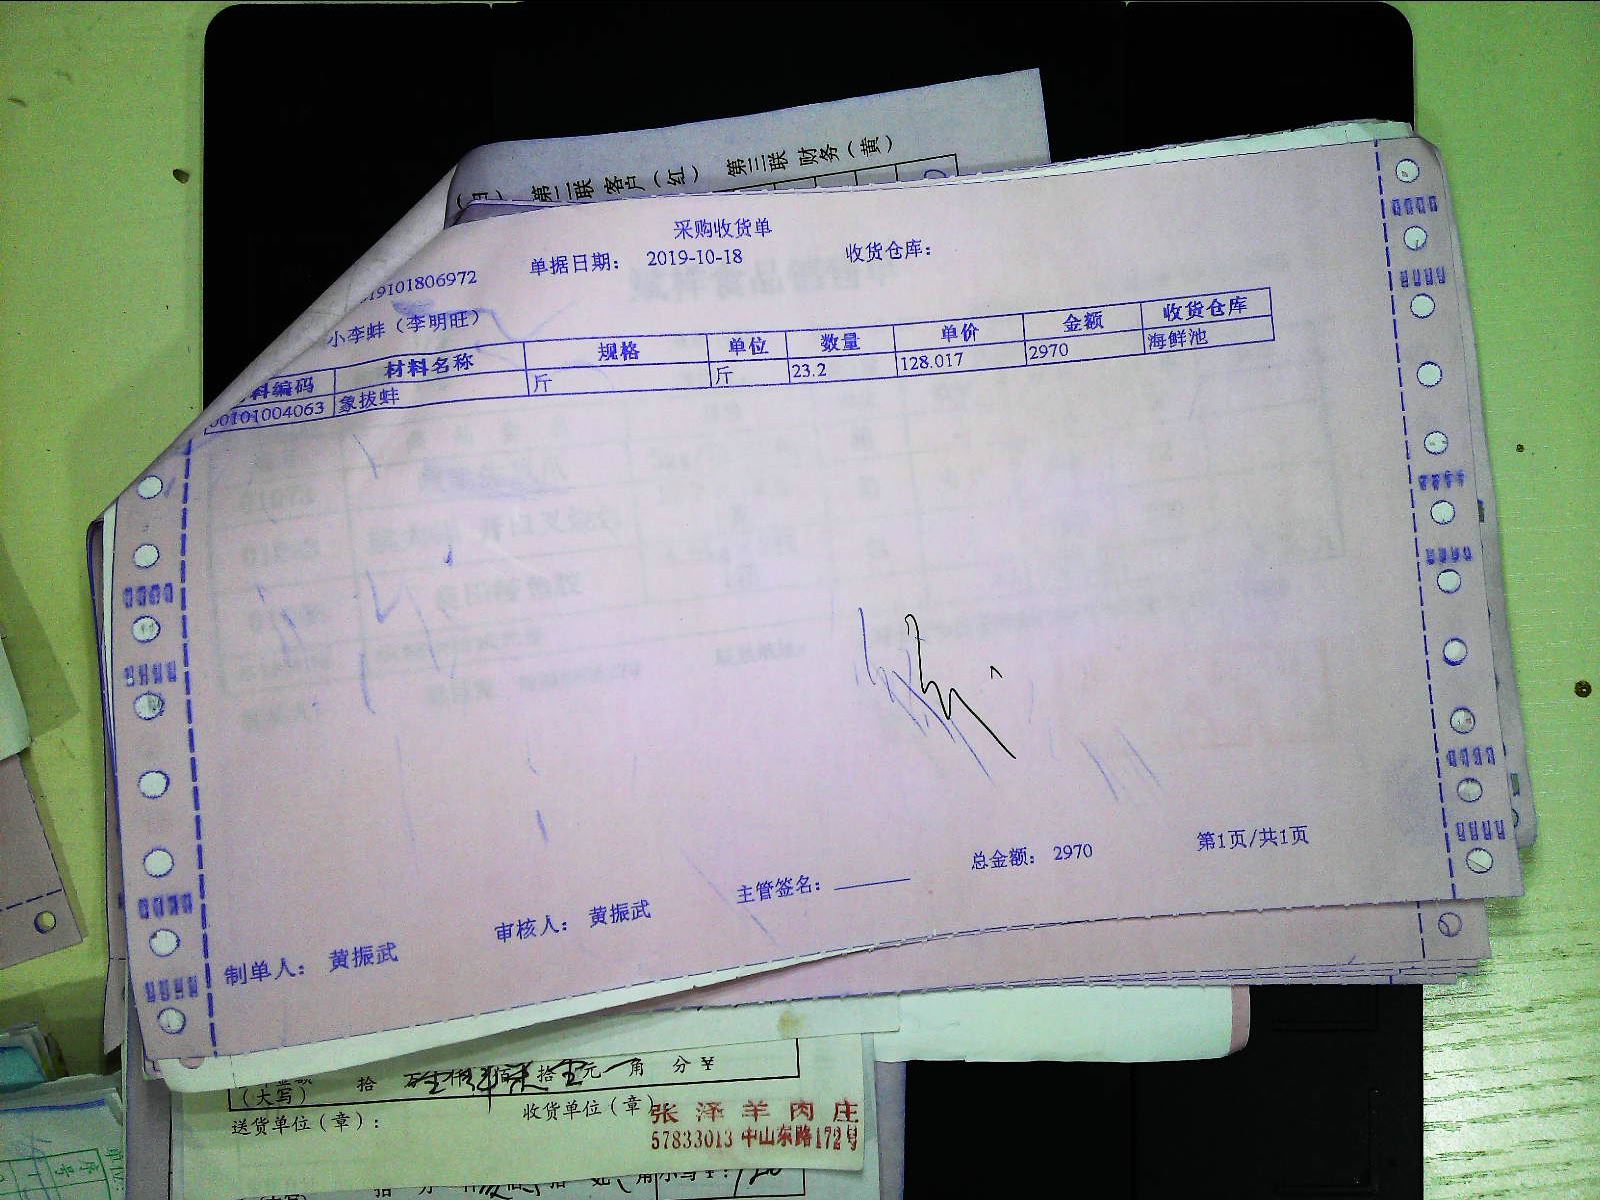 第二联 客户（红） 第三联 财务（黄）
采购收货单
19101806972 单据日期： 2019-10-18 收货仓库：
小李蚌（李明旺）
料编码 材料名称 规格 单位 数量 单价 金额 收货仓库
00101004063 象拔蚌 斤 斤 23.2 128.017 2970 海鲜池
制单人： 黄振武 审核人： 黄振武 主管签名： 总金额： 2970 第1页/共1页
拾 佰 拾 元 角 分 ¥
（大写）
送货单位（章）： 收货单位（章）
张泽羊肉庄
57833013 中山东路172号
序号